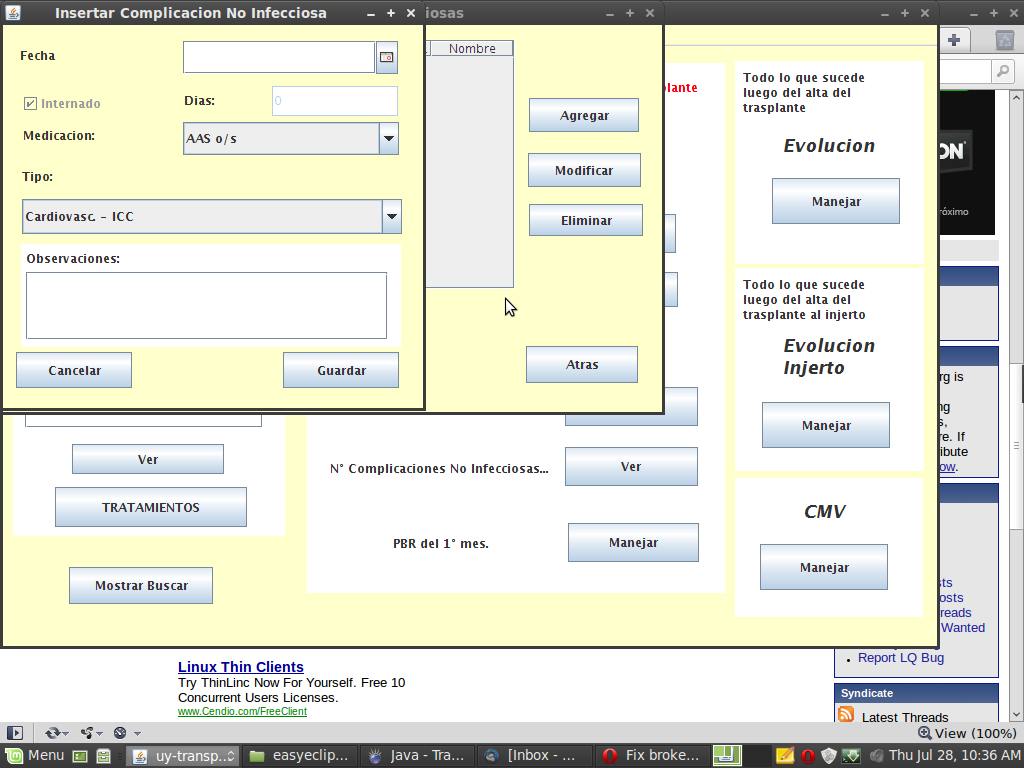 Insertar Complicacion No Infecciosa
iosas
Fecha
Internado
Dias:
0
Medicacion:
AAS o/s
Tipo:
Cardiovasc. - ICC
Observaciones:
Cancelar
Guardar
Nombre
Agregar
Modificar
Eliminar
Atras
lante
Todo lo que sucede
luego del alta del
trasplante
Evolucion
Manejar
Todo lo que sucede
luego del alta del
trasplante al injerto
Evolucion
Injerto
Manejar
CMV
Manejar
Ver
TRATAMIENTOS
Mostrar Buscar
N° Complicaciones No Infecciosas...
Ver
PBR del 1° mes.
Manejar
ON
róximo
rg is
ng
s,
re. If
ribute
ow.
sts
osts
reads
Wanted
Report LQ Bug
Syndicate
Latest Threads
Linux Thin Clients
Try ThinLinc Now For Yourself. Free 10
Concurrent Users Licenses.
www.Cendio.com/FreeClient
View (100%)
Menu
uy-transp...
easyeclip...
Java - Tra...
[Inbox - ...
Fix broke...
Thu Jul 28, 10:36 AM